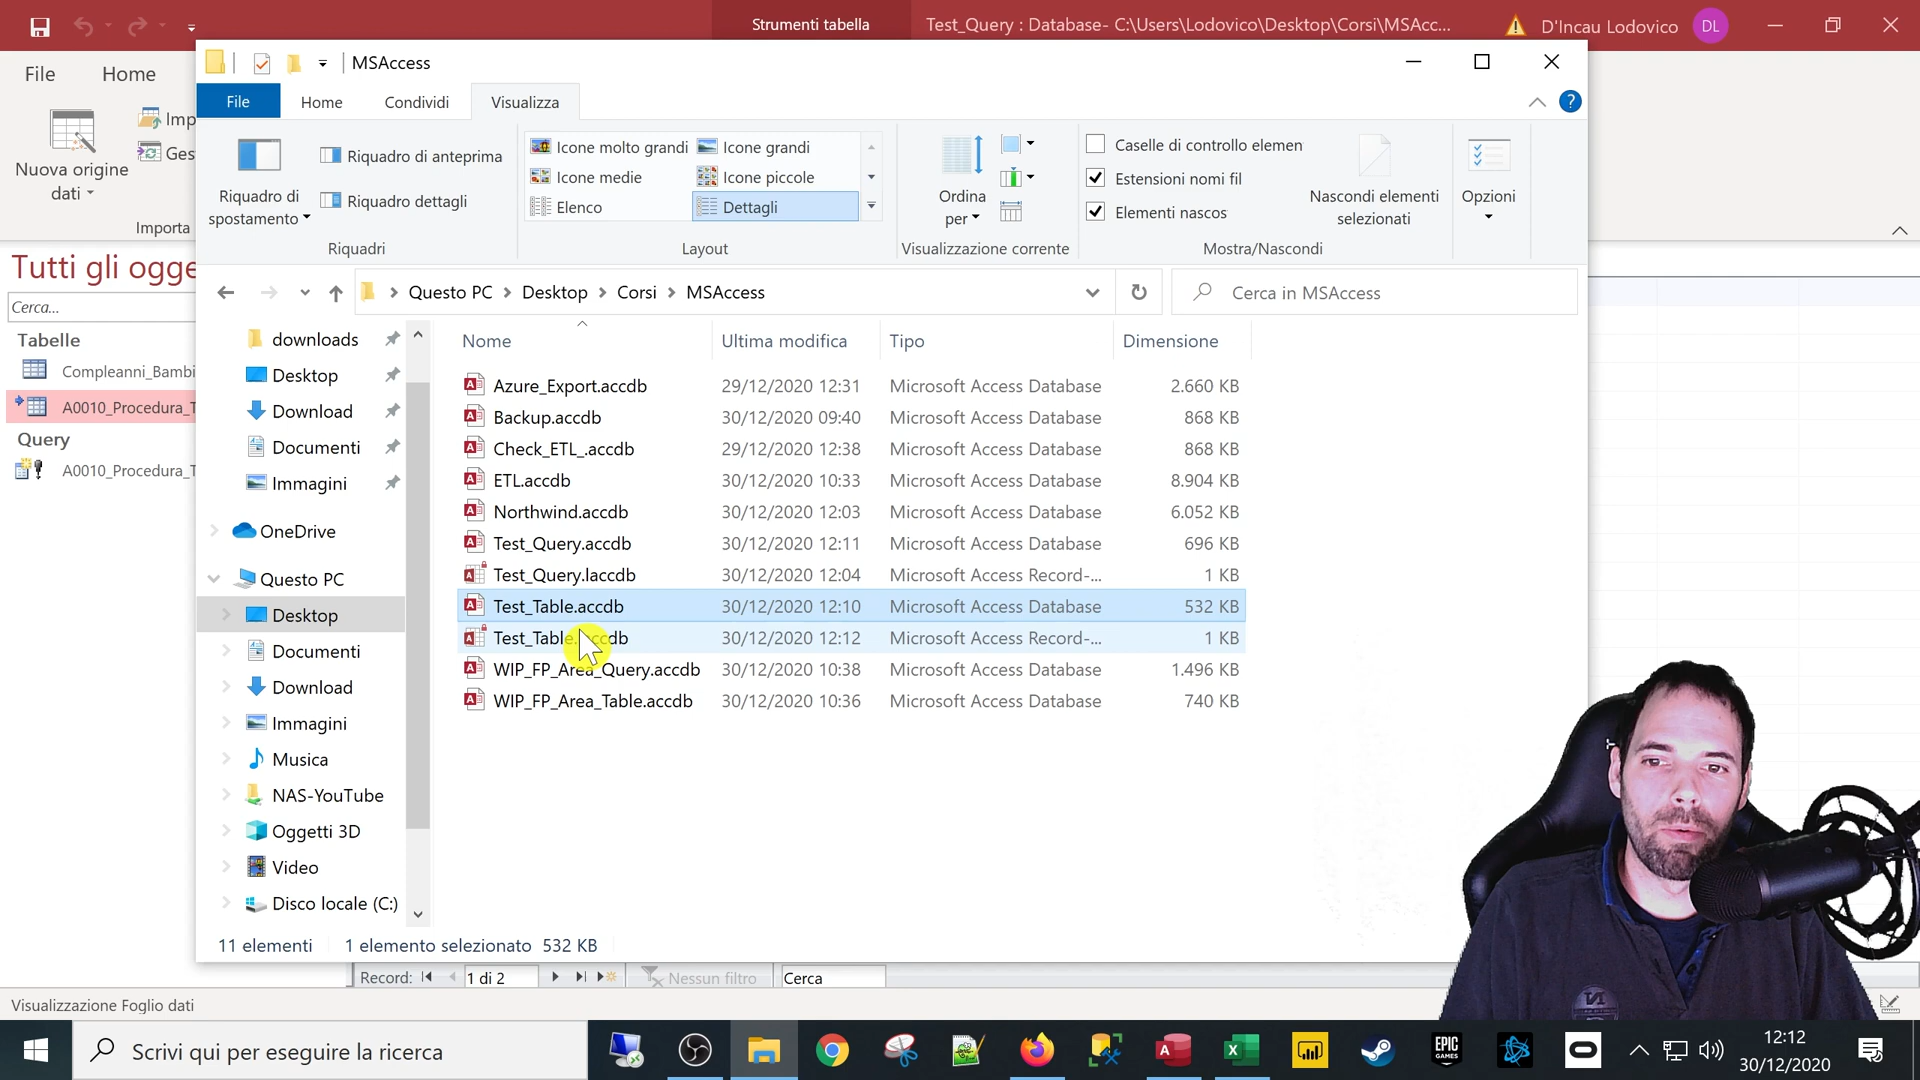 Strumenti tabella
Test_Query : Database- C:\Users\Lodovico\Desktop\Corsi\MSAcc...
D'Incau Lodovico
DL
File
Home
Nuova origine
dati
Imp
Ges
Importa
MSAccess
File
Home
Condividi
Visualizza
Riquadro di
spostamento
Riquadro di anteprima
Riquadro dettagli
Riquadri
Icone molto grandi
Icone grandi
Icone medie
Icone piccole
Elenco
Dettagli
Layout
Ordina
per
Visualizzazione corrente
Caselle di controllo elemen
Estensioni nomi fil
Elementi nascos
Nascondi elementi
selezionati
Mostra/Nascondi
Opzioni
Questo PC > Desktop > Corsi > MSAccess
Cerca in MSAccess
Tutti gli ogge
Cerca...
Tabelle
Compleanni_Bambi
A0010_Procedura_T
Query
A0010_Procedura_T
downloads
Desktop
Download
Documenti
Immagini
OneDrive
Questo PC
Desktop
Documenti
Download
Immagini
Musica
NAS-YouTube
Oggetti 3D
Video
Disco locale (C:)
Nome Ultima modifica Tipo Dimensione
Azure_Export.accdb 29/12/2020 12:31 Microsoft Access Database 2.660 KB
Backup.accdb 30/12/2020 09:40 Microsoft Access Database 868 KB
Check_ETL_.accdb 29/12/2020 12:38 Microsoft Access Database 868 KB
ETL.accdb 30/12/2020 10:33 Microsoft Access Database 8.904 KB
Northwind.accdb 30/12/2020 12:03 Microsoft Access Database 6.052 KB
Test_Query.accdb 30/12/2020 12:11 Microsoft Access Database 696 KB
Test_Query.laccdb 30/12/2020 12:04 Microsoft Access Record-... 1 KB
Test_Table.accdb 30/12/2020 12:10 Microsoft Access Database 532 KB
30/12/2020 12:12 Microsoft Access Record-... 1 KB
WIP_FP_Area_Query.accdb 30/12/2020 10:38 Microsoft Access Database 1.496 KB
WIP_FP_Area_Table.accdb 30/12/2020 10:36 Microsoft Access Database 740 KB
11 elementi
1 elemento selezionato 532 KB
Record:
1 di 2
Nessun filtro
Cerca
Visualizzazione Foglio dati
Scrivi qui per eseguire la ricerca
EPIC
GAMES
12:12
30/12/2020